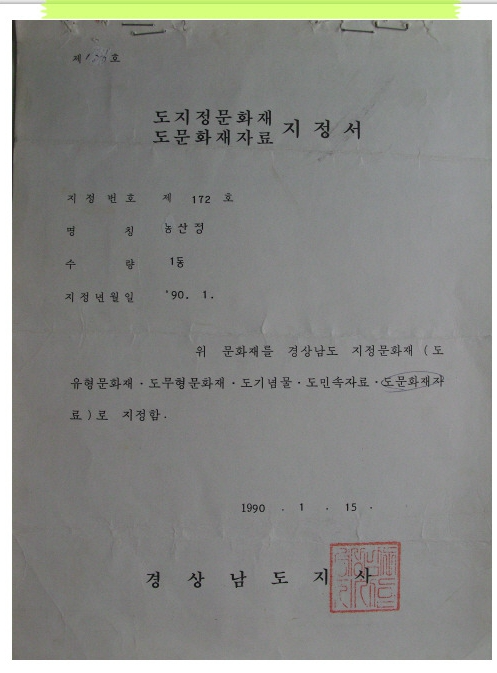 제 호
도지정문화재
도문화재자료 지정서
지정번호 제 172 호
명 칭 농산정
수 량 1동
지정년월일 '90. 1.
위 문화재를 경상남도 지정문화재 (도
유형문화재 · 도무형문화재 · 도기념물 · 도민속자료 · 도문화재자
료)로 지정함.
1990 . 1 . 15 .
경 상 남 도 지 사